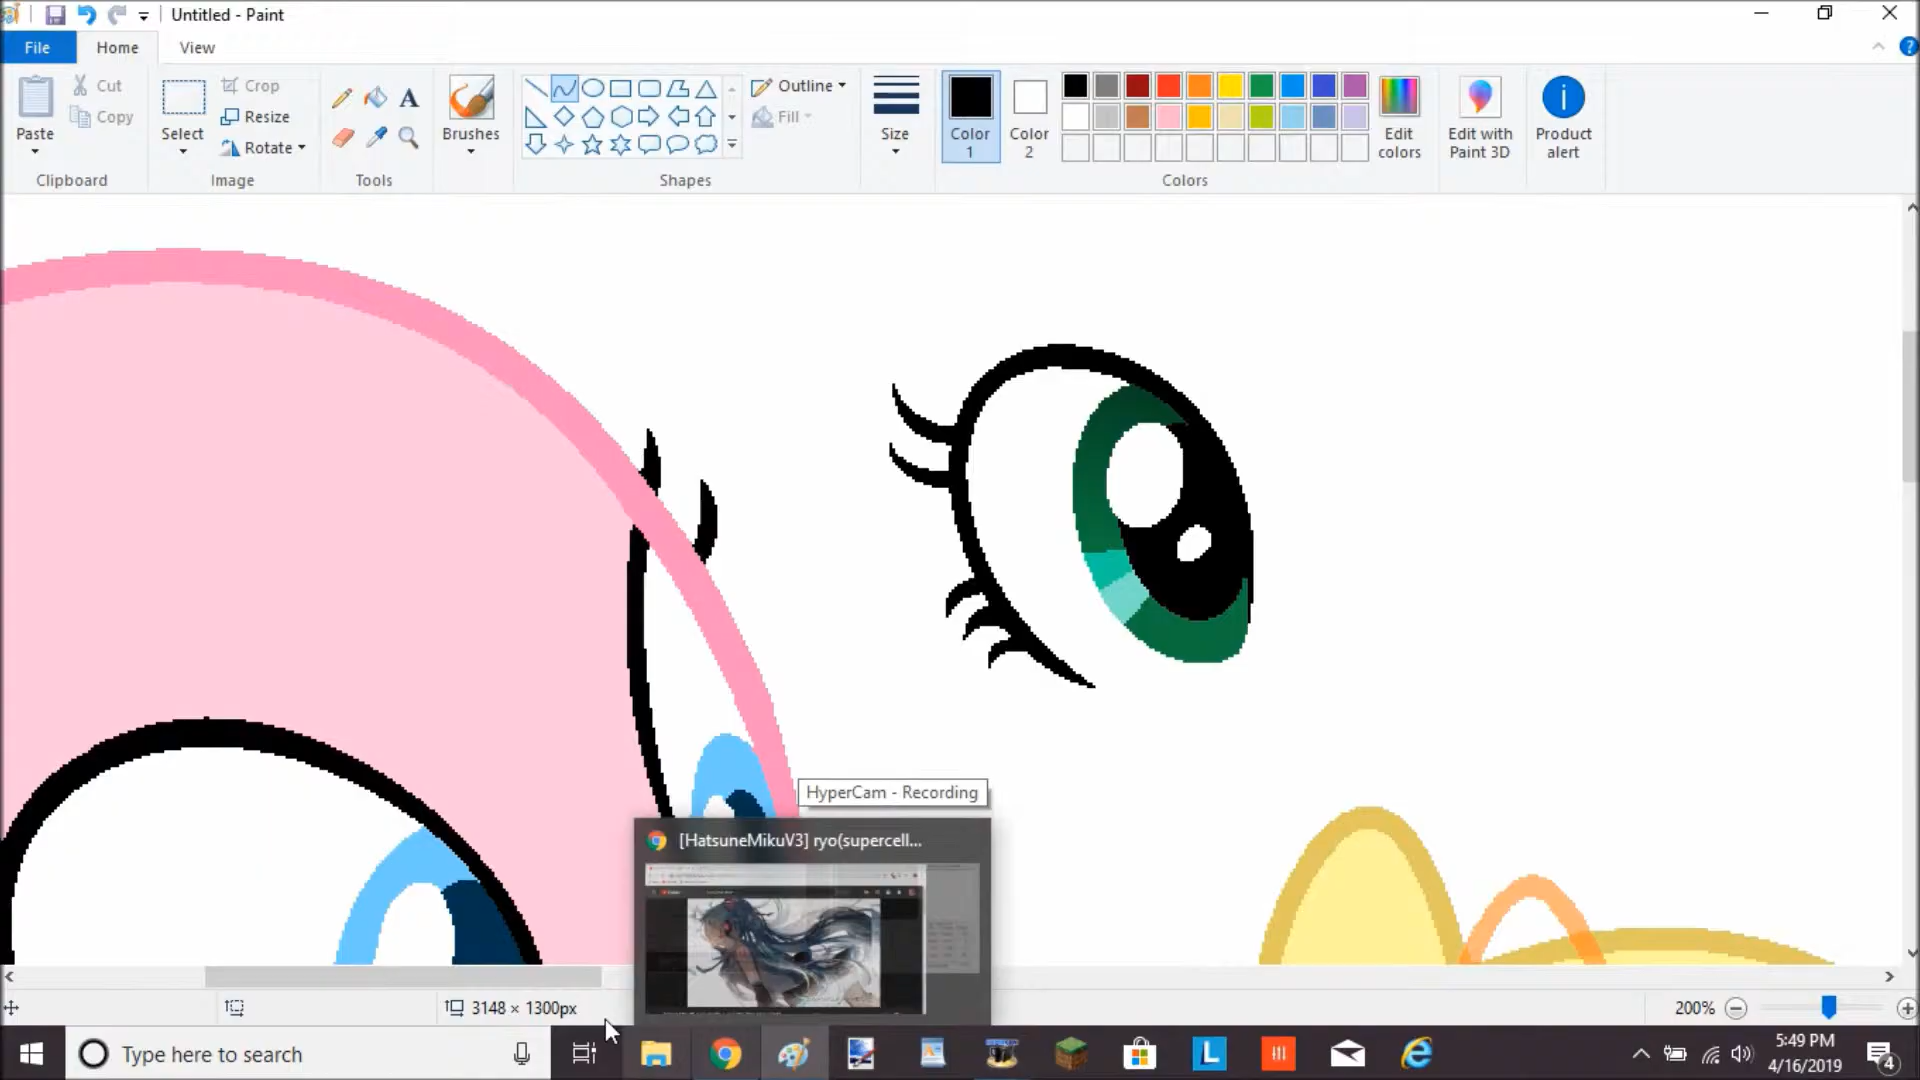 Untitled - Paint
File
Home
View
Paste
Cut
Copy
Clipboard
Select
Crop
Resize
Rotate
Image
A
Tools
Brushes
Outline
Fill
Shapes
Size
Color
1
Color
2
Edit
colors
Colors
Edit with
Paint 3D
Product
alert
HyperCam - Recording
[HatsuneMikuV3] ryo(supercell...
3148 × 1300px
200%
Type here to search
L
5:49 PM
4/16/2019
4